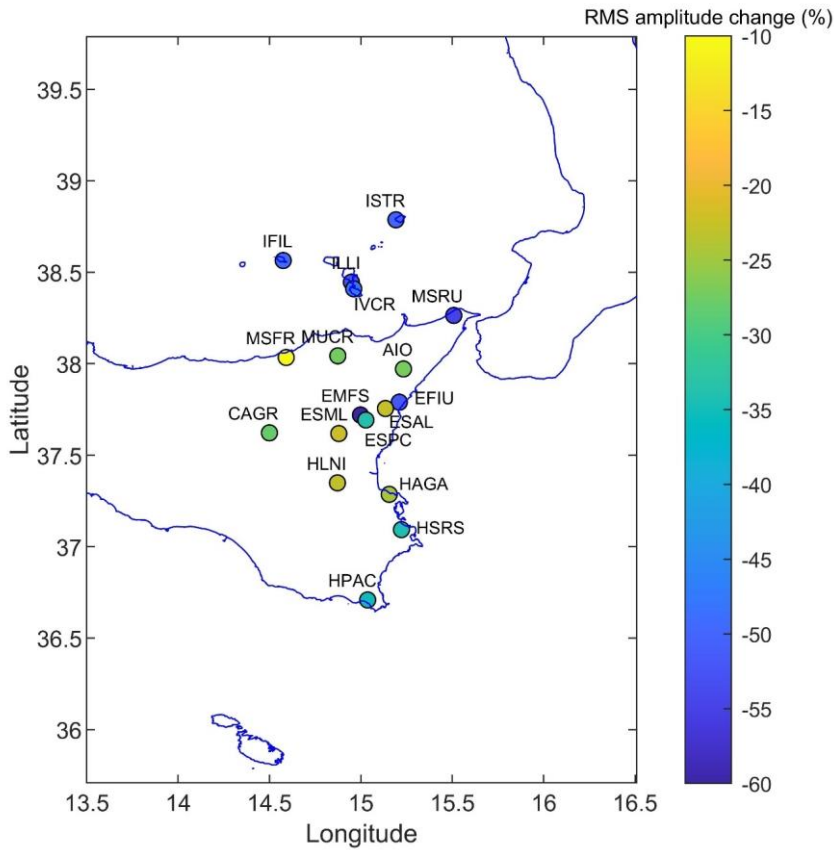 RMS amplitude change (%)
-10
39.5
-15
39
ISTR
-20
IFIL
38.5
ILLI
-25
MSRU
IVCR
MSFR
MUCR
38
AIO
-30
EMFS
EFIU
CAGR
ESML
ESAL
-35
37.5
ESPC
HLNI
HAGA
-40
37
HSRS
HPAC
-45
36.5
-50
36
-55
-60
13.5
14
14.5
15
15.5
16
16.5
Longitude
Latitude